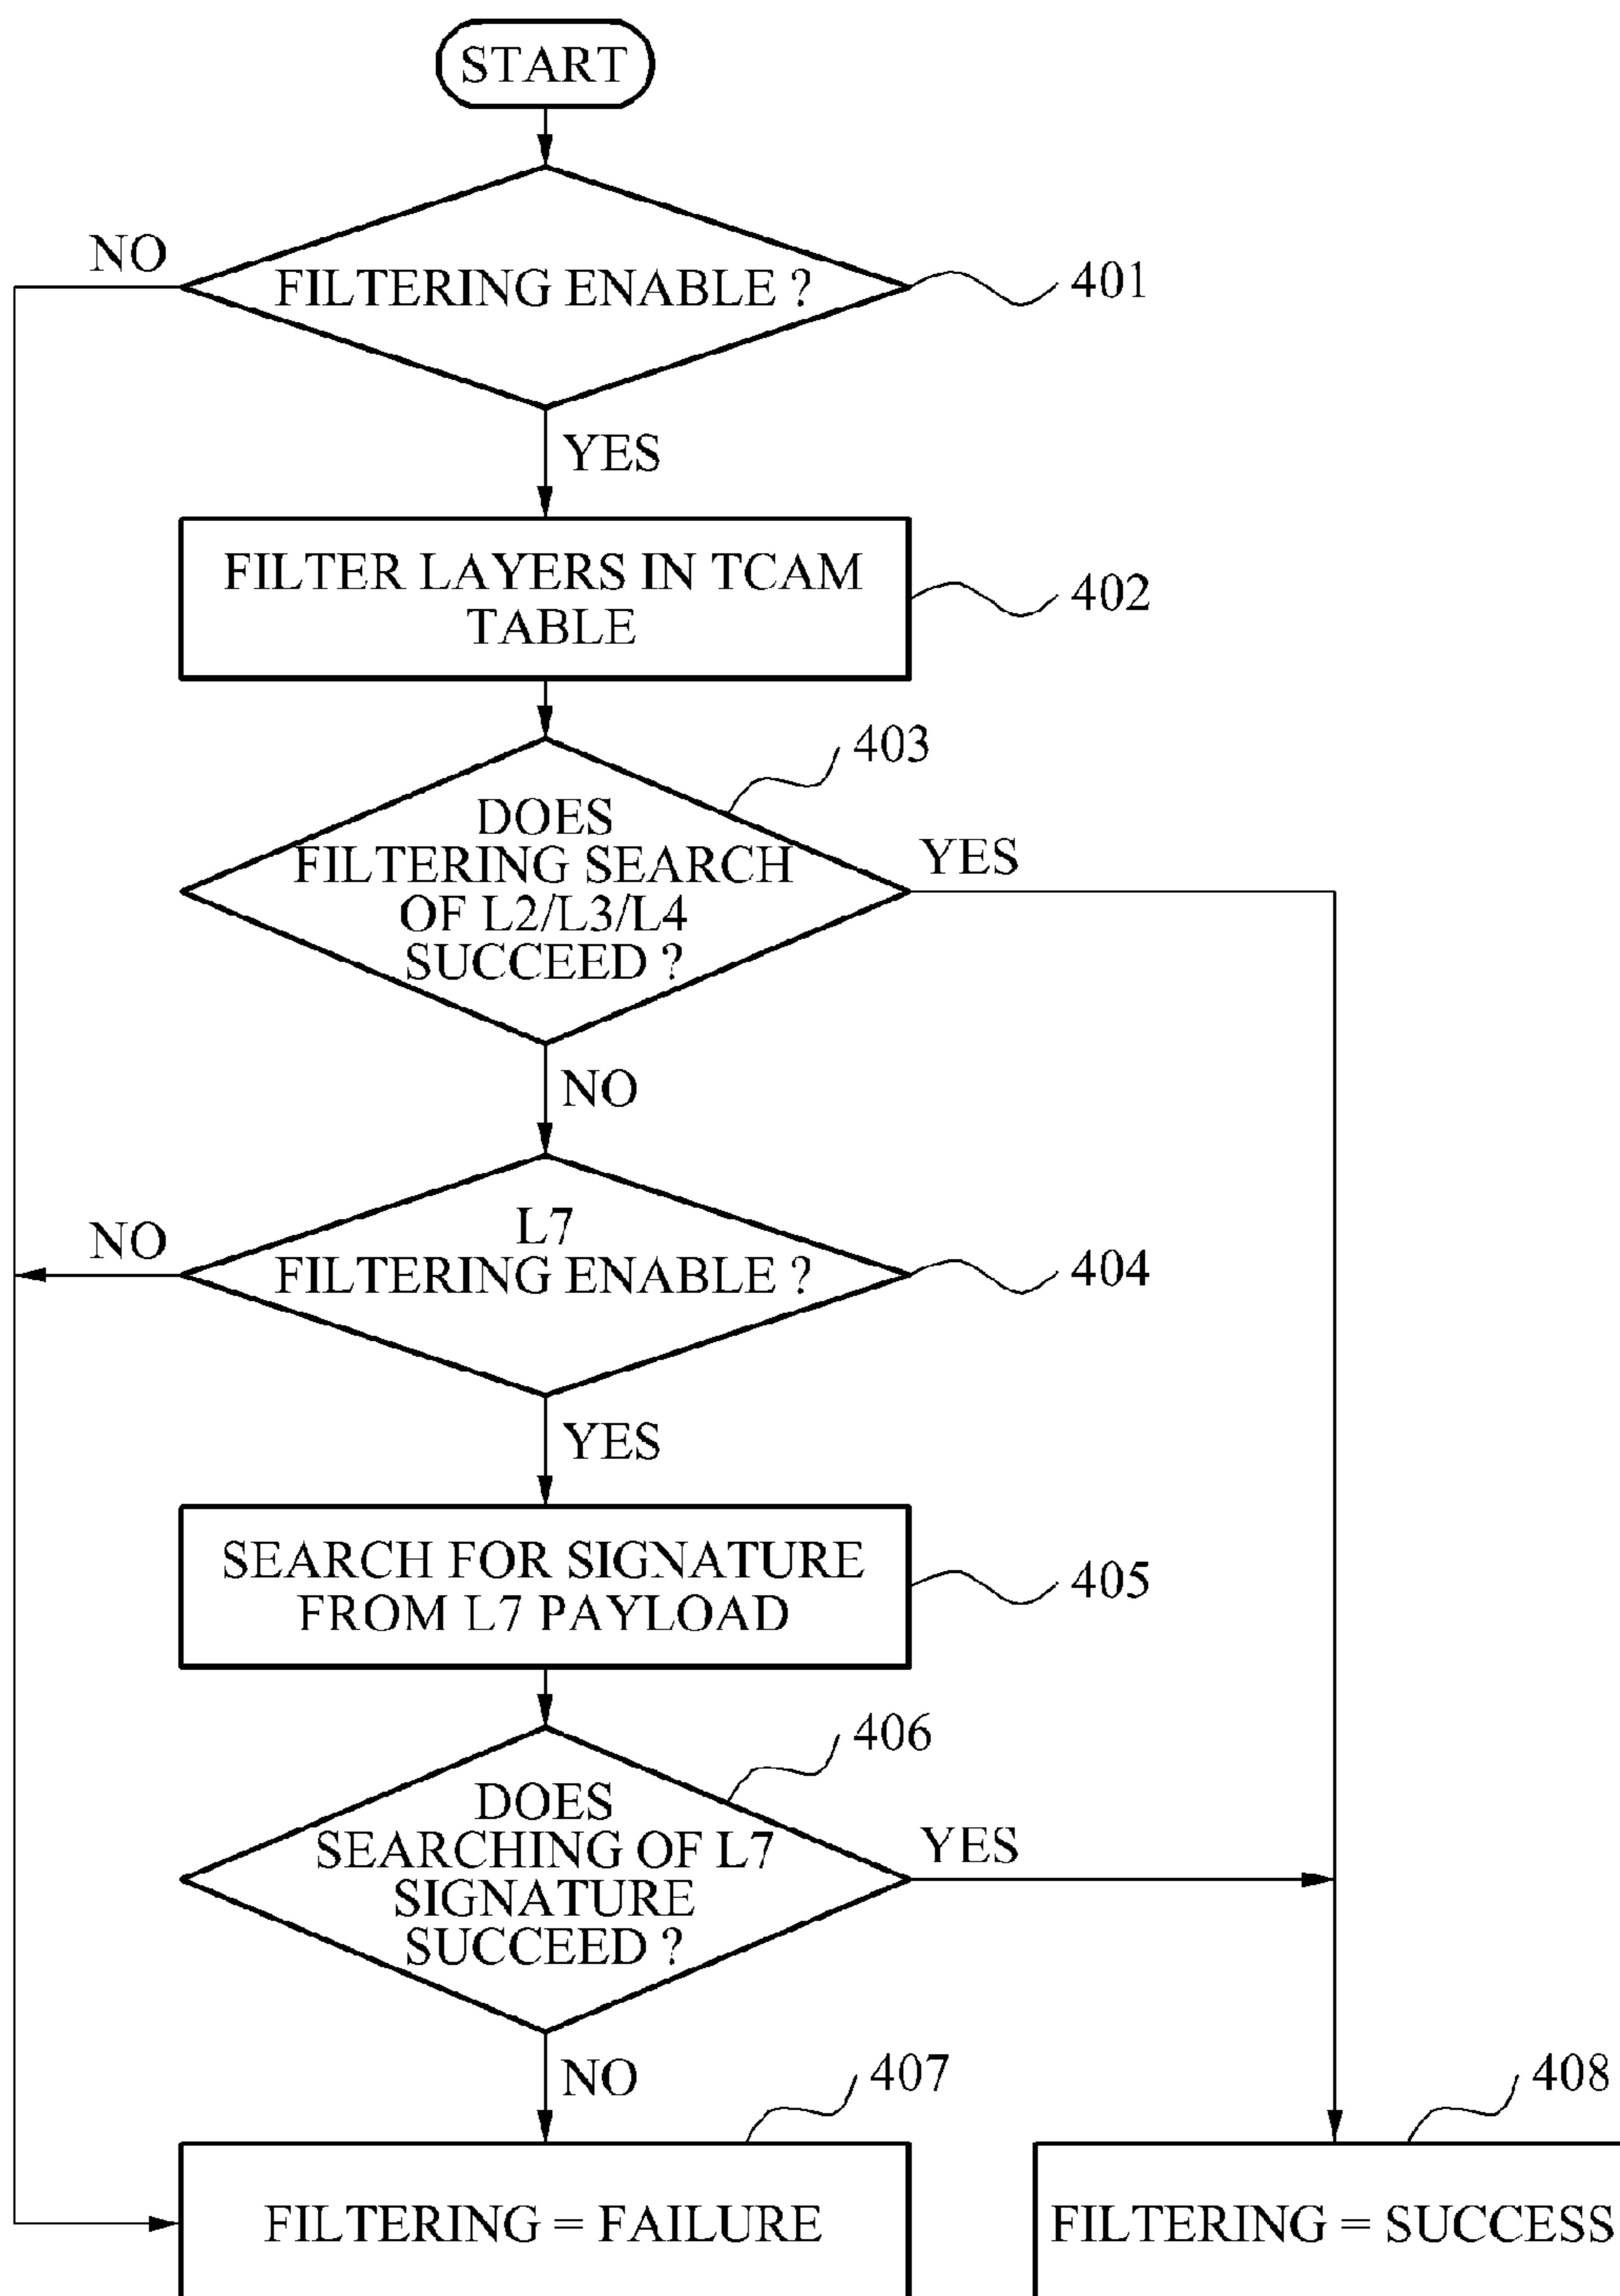 START
NO
FILTERING ENABLE ?
401
YES
FILTER LAYERS IN TCAM
TABLE
402
403
DOES
FILTERING SEARCH
OF L2/L3/L4
SUCCEED ?
YES
NO
L7
FILTERING ENABLE ?
NO
404
YES
SEARCH FOR SIGNATURE
FROM L7 PAYLOAD
405
406
DOES
SEARCHING OF L7
SIGNATURE
SUCCEED ?
YES
NO
407
408
FILTERING = FAILURE
FILTERING = SUCCESS